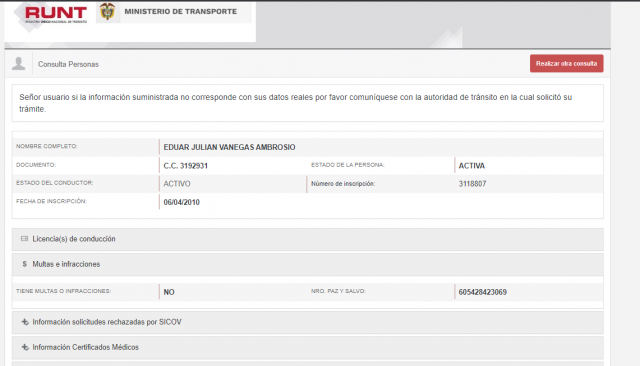 RUNT
REGISTRO ÚNICO NACIONAL DE TRÁNSITO
MINISTERIO DE TRANSPORTE
Consulta Personas
Realizar otra consulta
Señor usuario si la información suministrada no corresponde con sus datos reales por favor comuníquese con la autoridad de tránsito en la cual solicitó su
trámite.
NOMBRE COMPLETO: EDUAR JULIAN VANEGAS AMBROSIO
DOCUMENTO: C.C. 3192931 ESTADO DE LA PERSONA: ACTIVA
ESTADO DEL CONDUCTOR: ACTIVO Número de inscripción: 3118807
FECHA DE INSCRIPCIÓN: 06/04/2010
Licencia(s) de conducción
$ Multas e infracciones
TIENE MULTAS O INFRACCIONES: NO NRO. PAZ Y SALVO: 605428423069
Información solicitudes rechazadas por SICOV
Información Certificados Médicos